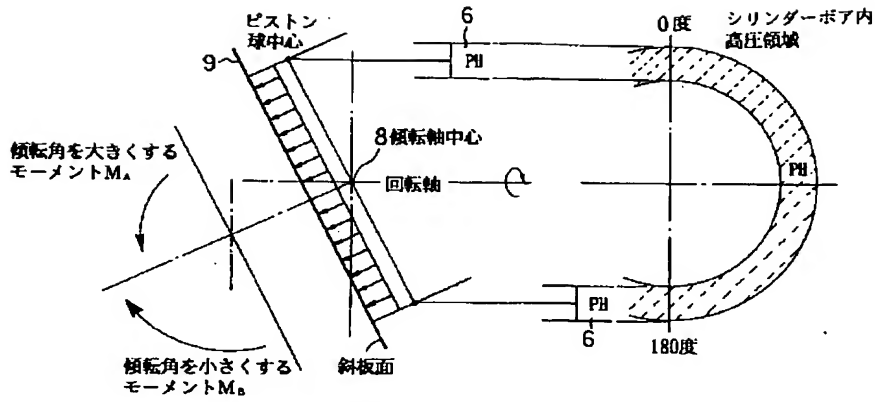 ピストン
球中心
9
6
PH
0度
シリンダーボア内
高圧領域
傾転角を大きくする
モーメントMA
8傾転軸中心
回転軸
PH
傾転角を小さくする
モーメントMB
斜板面
PH
6
180度